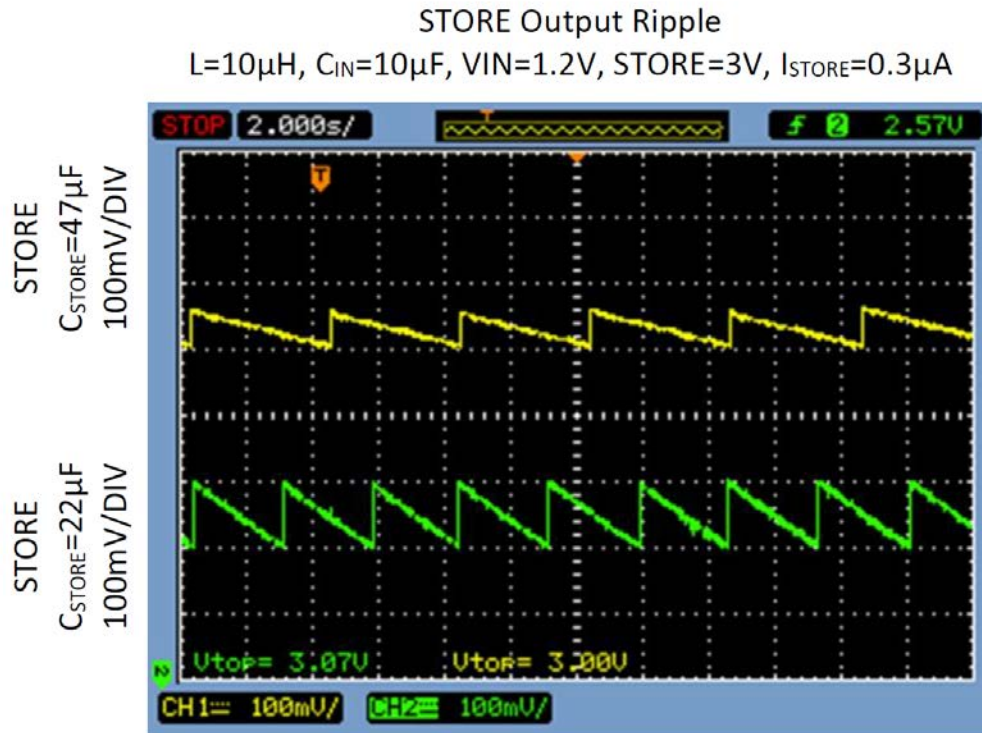 STORE Output Ripple
L=10µH, CIN=10µF, VIN=1.2V, STORE=3V, ISTORE=0.3µA
STOP 2.000s/ T 2 2.57V
T
STORE
CSTORE=47µF
100mV/DIV
STORE
CSTORE=22µF
100mV/DIV
Vtop= 3.07V Vtop= 3.00V
2
CH1 100mV/ CH2 100mV/